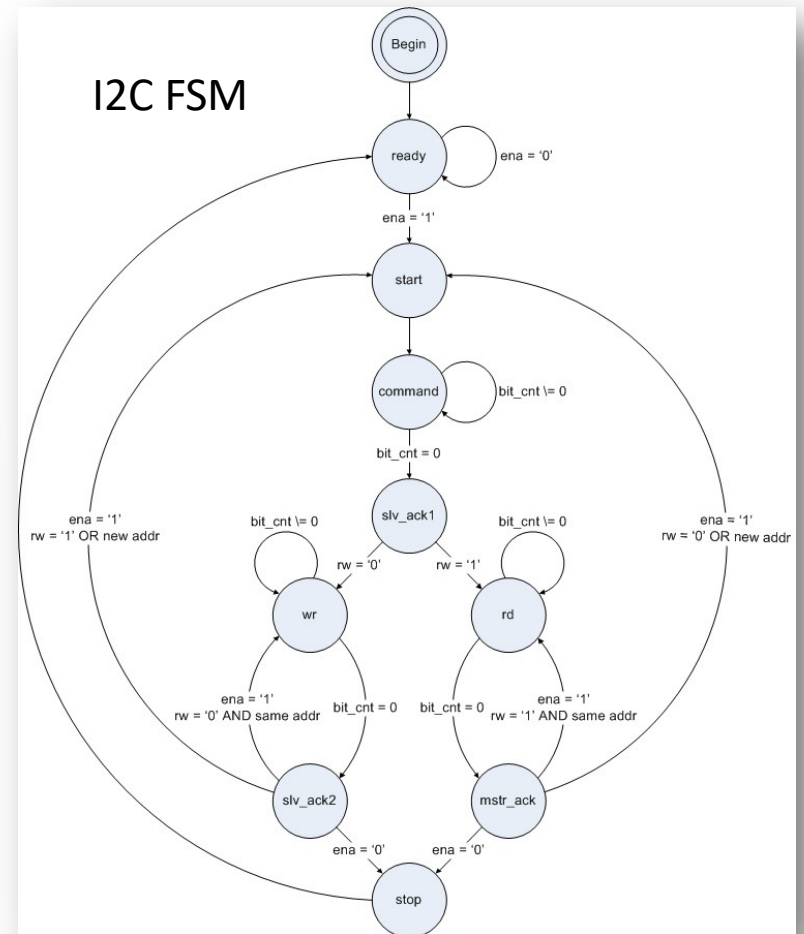 Begin
I2C FSM
ready
ena = ‘0’
ena = ‘1’
start
command
bit_cnt \= 0
bit_cnt = 0
slv_ack1
ena = ‘1’
rw = ‘1’ OR new addr
bit_cnt \= 0
bit_cnt \= 0
ena = ‘1’
rw = ‘0’ OR new addr
rw = ‘0’
rw = ‘1’
wr
rd
ena = ‘1’
rw = ‘0’ AND same addr
bit_cnt = 0
bit_cnt = 0
ena = ‘1’
rw = ‘1’ AND same addr
slv_ack2
mstr_ack
ena = ‘0’
ena = ‘0’
stop